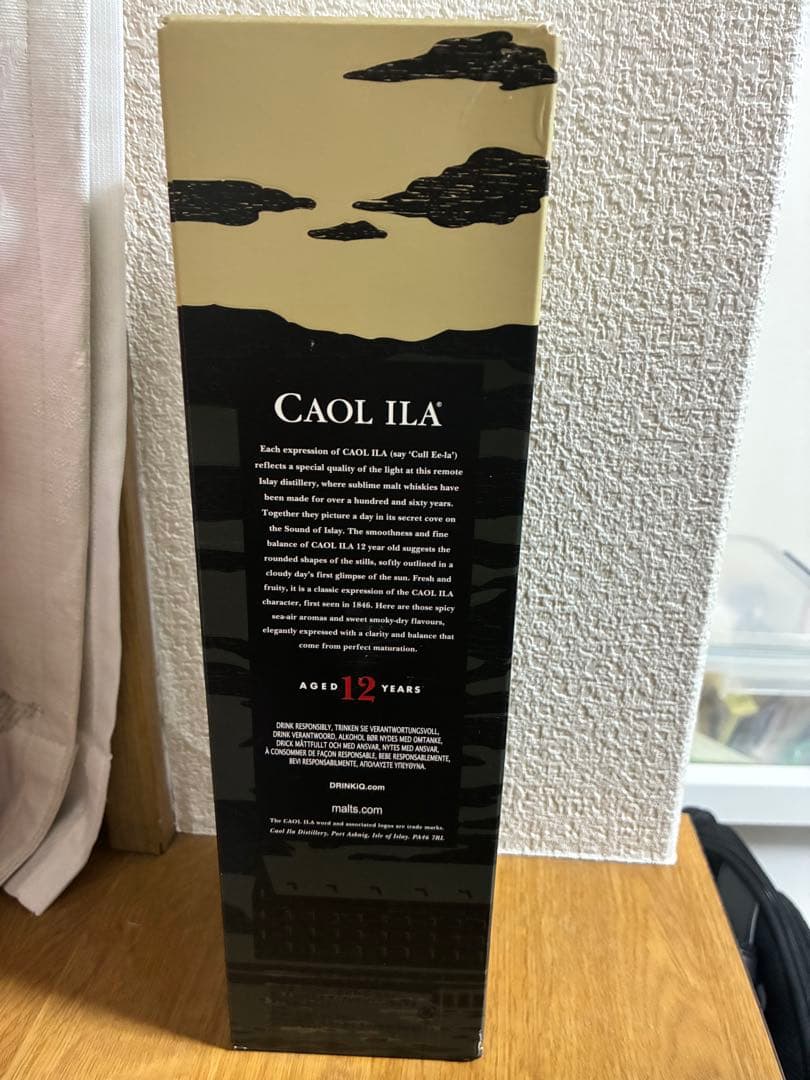 CAOL ILA®
Each expression of CAOL ILA (say ‘Cull Ee-la’)
reflects a special quality of the light at this remote
Islay distillery, where sublime malt whiskies have
been made for over a hundred and sixty years.
Together they picture a day in its secret cove on
the Sound of Islay. The smoothness and fine
balance of CAOL ILA 12 year old suggests the
rounded shapes of the stills, softly outlined in a
cloudy day's first glimpse of the sun. Fresh and
fruity, it is a classic expression of the CAOL ILA
character, first seen in 1846. Here are those spicy
sea-air aromas and sweet smoky-dry flavours,
elegantly expressed with a clarity and balance that
come from perfect maturation.
AGED 12 YEARS
DRINK RESPONSIBLY, TRINKEN SIE VERANTWORTUNGSVOLL,
DRINK VERANTWOORD, ALKOHOL BØR NYDES MED OMTANKE,
DRICK MÅTTFULLT OCH MED ANSVAR, NYTES MED ANSVAR,
À CONSOMMER DE FAÇON RESPONSABLE, BEBE RESPONSABLEMENTE,
BEVI RESPONSABILMENTE, ΑΠΟΛΑΥΣΤΕ ΥΠΕΥΘΥΝΑ.
DRINKiQ.com
malts.com
The CAOL ILA word and associated logos are trade marks.
Caol Ila Distillery, Port Askaig, Isle of Islay. PA46 7RL